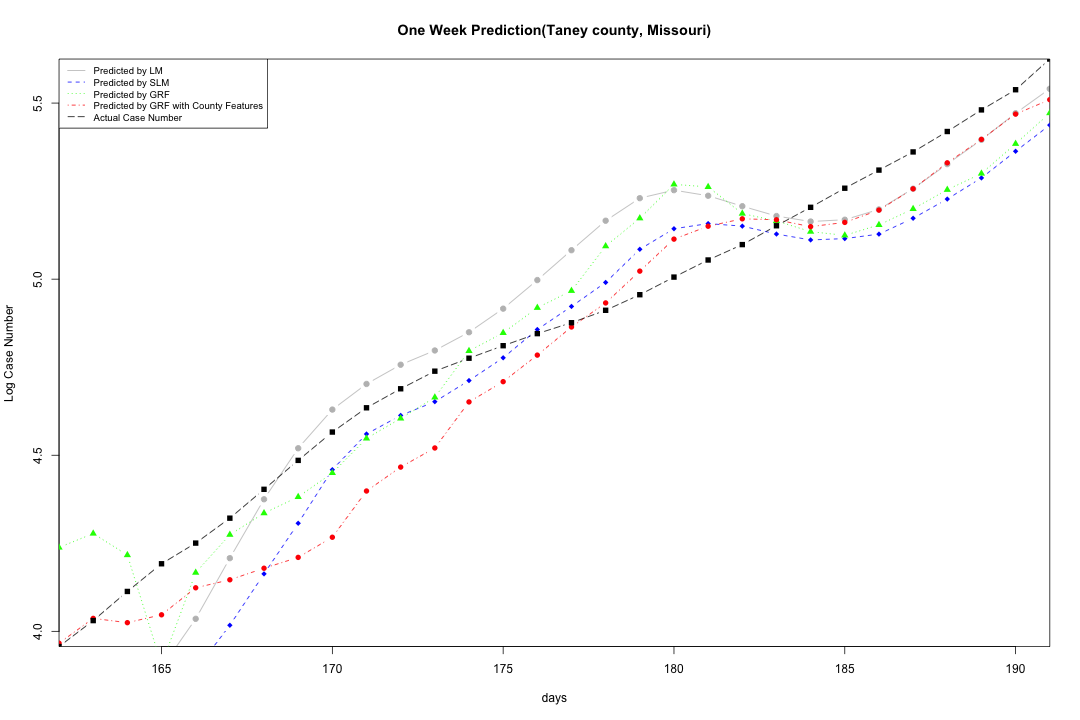 One Week Prediction(Taney county, Missouri)
Predicted by LM
Predicted by SLM
Predicted by GRF
Predicted by GRF with County Features
Actual Case Number
5.5
5.0
4.5
4.0
Log Case Number
165 170 175 180 185 190
days